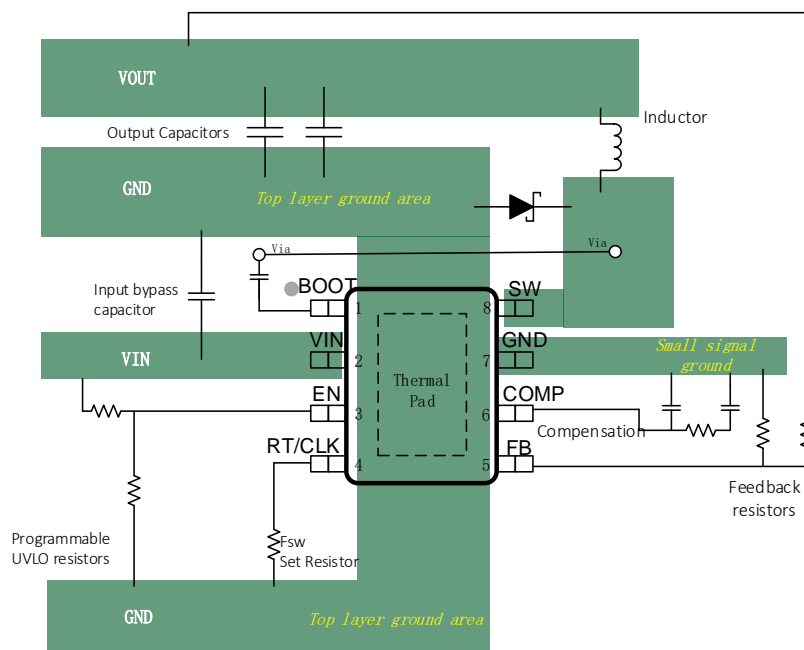 VOUT
Output Capacitors
Inductor
GND
Top layer ground area
Via
Via
Input bypass
capacitor
BOOT
SW
1
8
VIN
VIN
GND
Small signal
ground
2
7
Thermal
Pad
EN
COMP
3
6
Compensation
RT/CLK
FB
4
5
Feedback
resistors
Programmable
UVLO resistors
Fsw
Set Resistor
GND
Top layer ground area